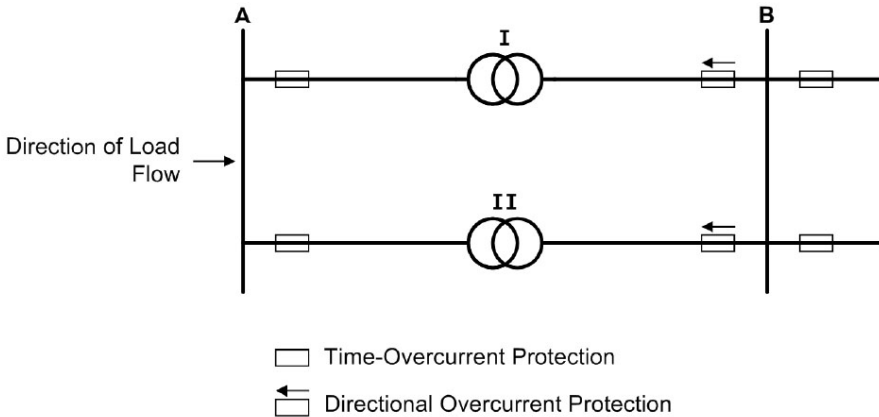 A
B
I
Direction of Load
Flow
II
Time-Overcurrent Protection
Directional Overcurrent Protection